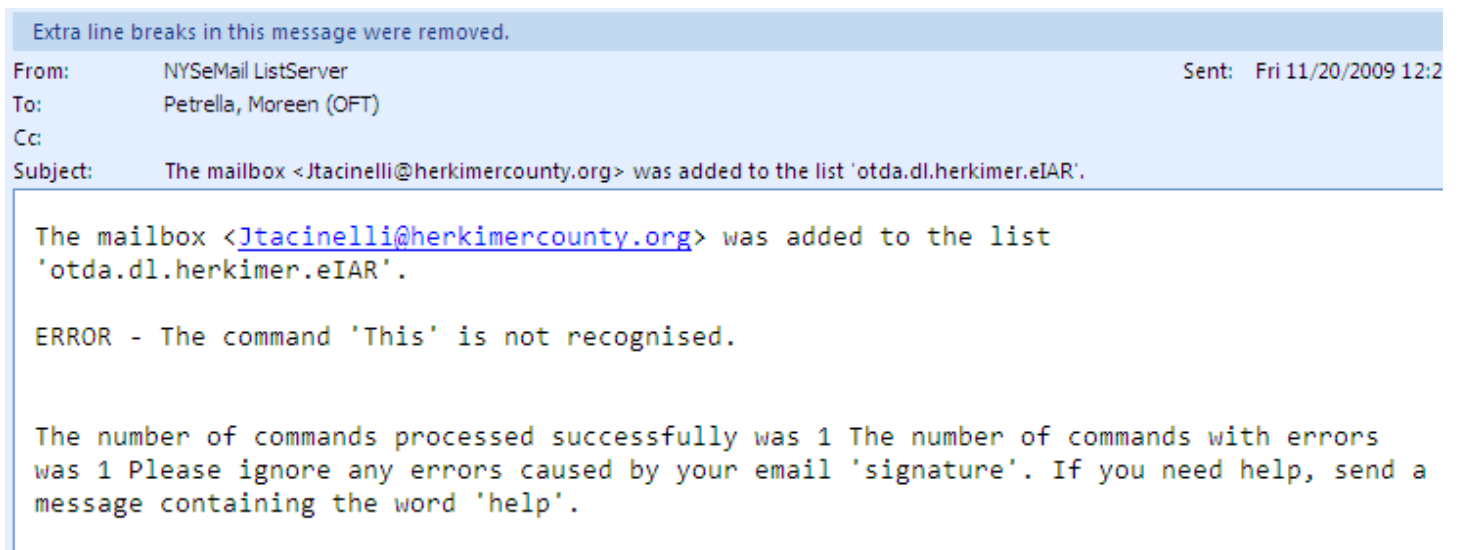 Extra line breaks in this message were removed.
From: NYSeMail ListServer Sent: Fri 11/20/2009 12:2
To: Petrella, Moreen (OFT)
Cc:
Subject: The mailbox <Jtacinelli@herkimercounty.org> was added to the list 'otda.dl.herkimer.eIAR'.
The mailbox <Jtacinelli@herkimercounty.org> was added to the list
'otda.dl.herkimer.eIAR'.
ERROR - The command 'This' is not recognised.
The number of commands processed successfully was 1 The number of commands with errors
was 1 Please ignore any errors caused by your email 'signature'. If you need help, send a
message containing the word 'help'.